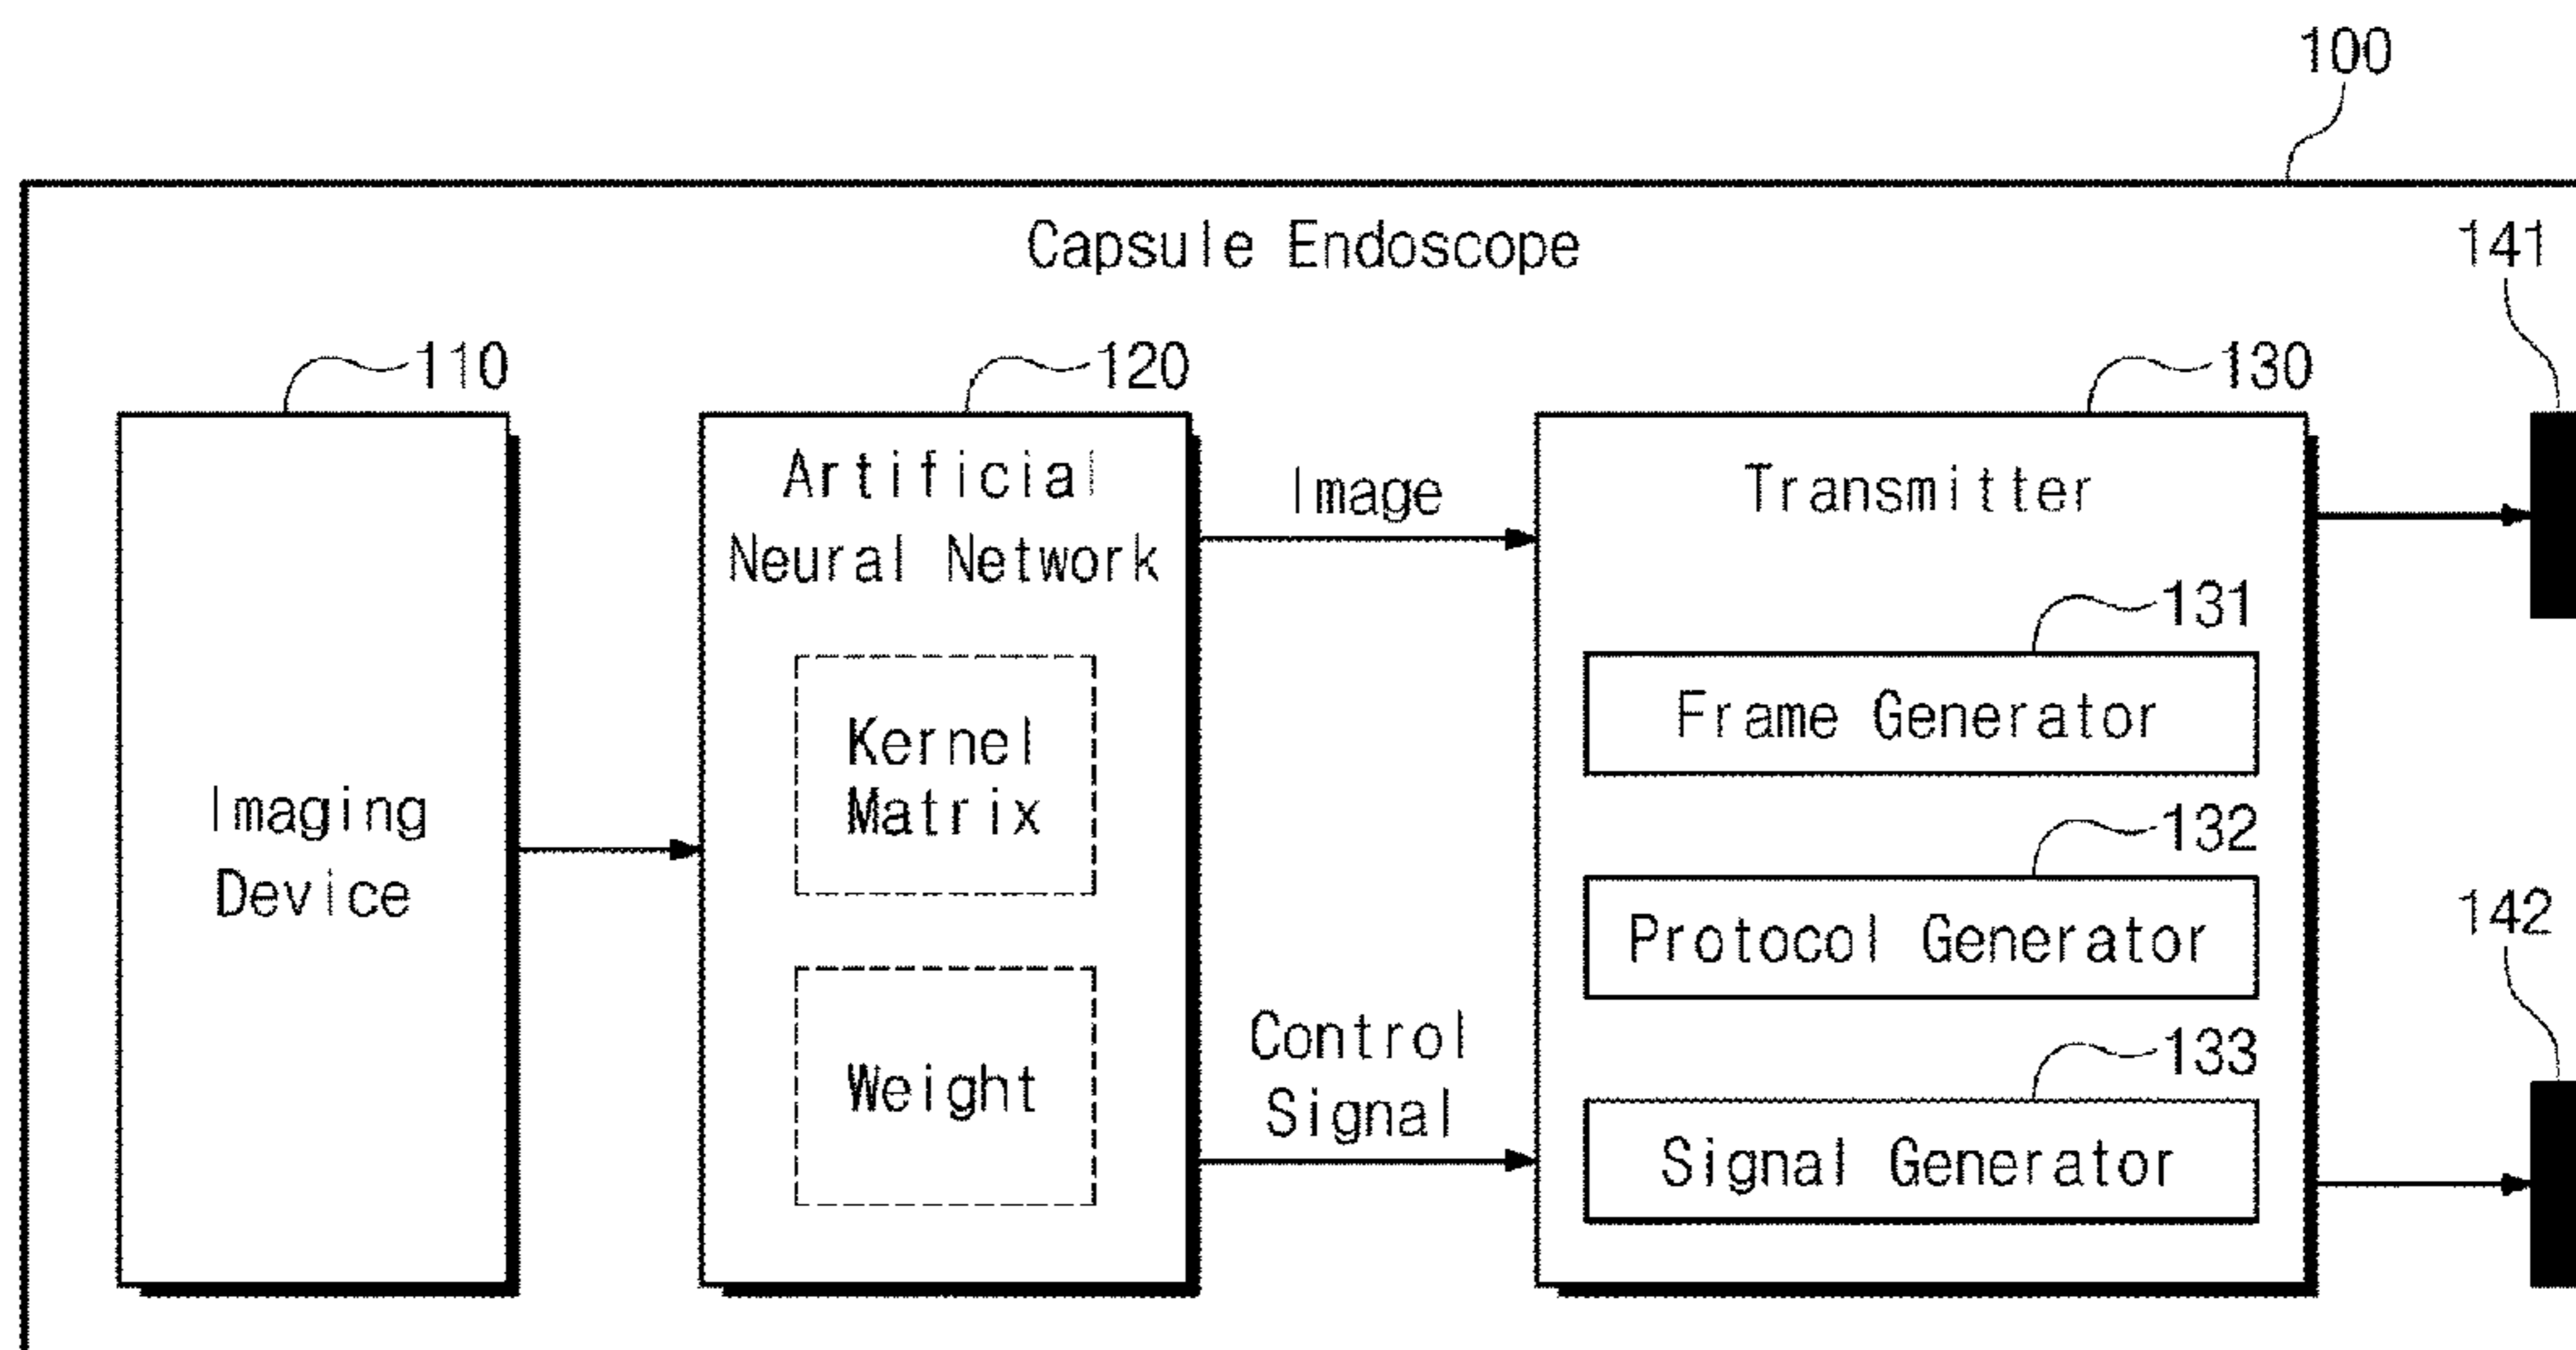 100
Capsule Endoscope
141
110
120
130
Artificial
Neural Network
Image
Transmitter
131
Kernel
Matrix
Frame Generator
Imaging
Device
132
Protocol Generator
142
Weight
Control
Signal
133
Signal Generator